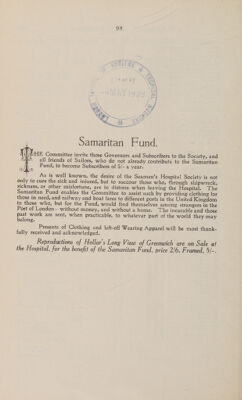 98
Samaritan Fund.
THE Committee invite those Governors and Subscribers to the Society, and
all friends of Sailors, who do not already contribute to the Samaritan
Fund, to become Subscribers of 5/- a year.
As is well known, the desire of the Seamen's Hospital Society is not
only to cure the sick and injured, but to succour those who, through shipwreck,
sickness, or other misfortune, are in distress when leaving the Hospital. The
Samaritan Fund enables the Committee to assist such by providing clothing for
those in need, and railway and boat fares to different ports in the United Kingdom
to those who, but for the Fund, would find themselves among strangers in the
Port of London - without money, and without a home. The incurable and those
past work are sent, when practicable, to whatever part of the world they may
belong.
Presents of Clothing and left-off Wearing Apparel will be most thank-
fully received and acknowledged.
Reproductions of Hollar's Long View of Greenwich are on Sale at
the Hospital, for the benefit of the Samaritan Fund, price 2/6, Framed, 5/-.